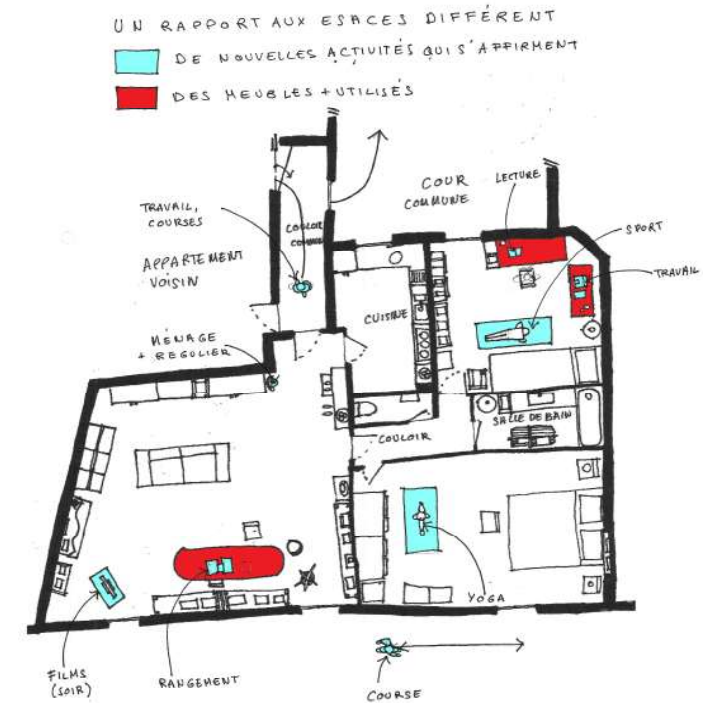 UN RAPPORT AUX ESACES DIFFÉRENT
DE NOUVELLES ACTIVITÉS QUI S'AFFIRMENT
DES MEUBLES + UTILISÉS
TRAVAIL,
COURSES
COULOIR
COMMUN
COUR
COMMUNE
LECTURE
SPORT
TRAVAIL
APPARTEMENT
VOISIN
CUISINE
MÉNAGE
+ REGULIER
SALLE DE BAIN
COULOIR
YOGA
FILMS
(SOIR)
RANGEMENT
COURSE